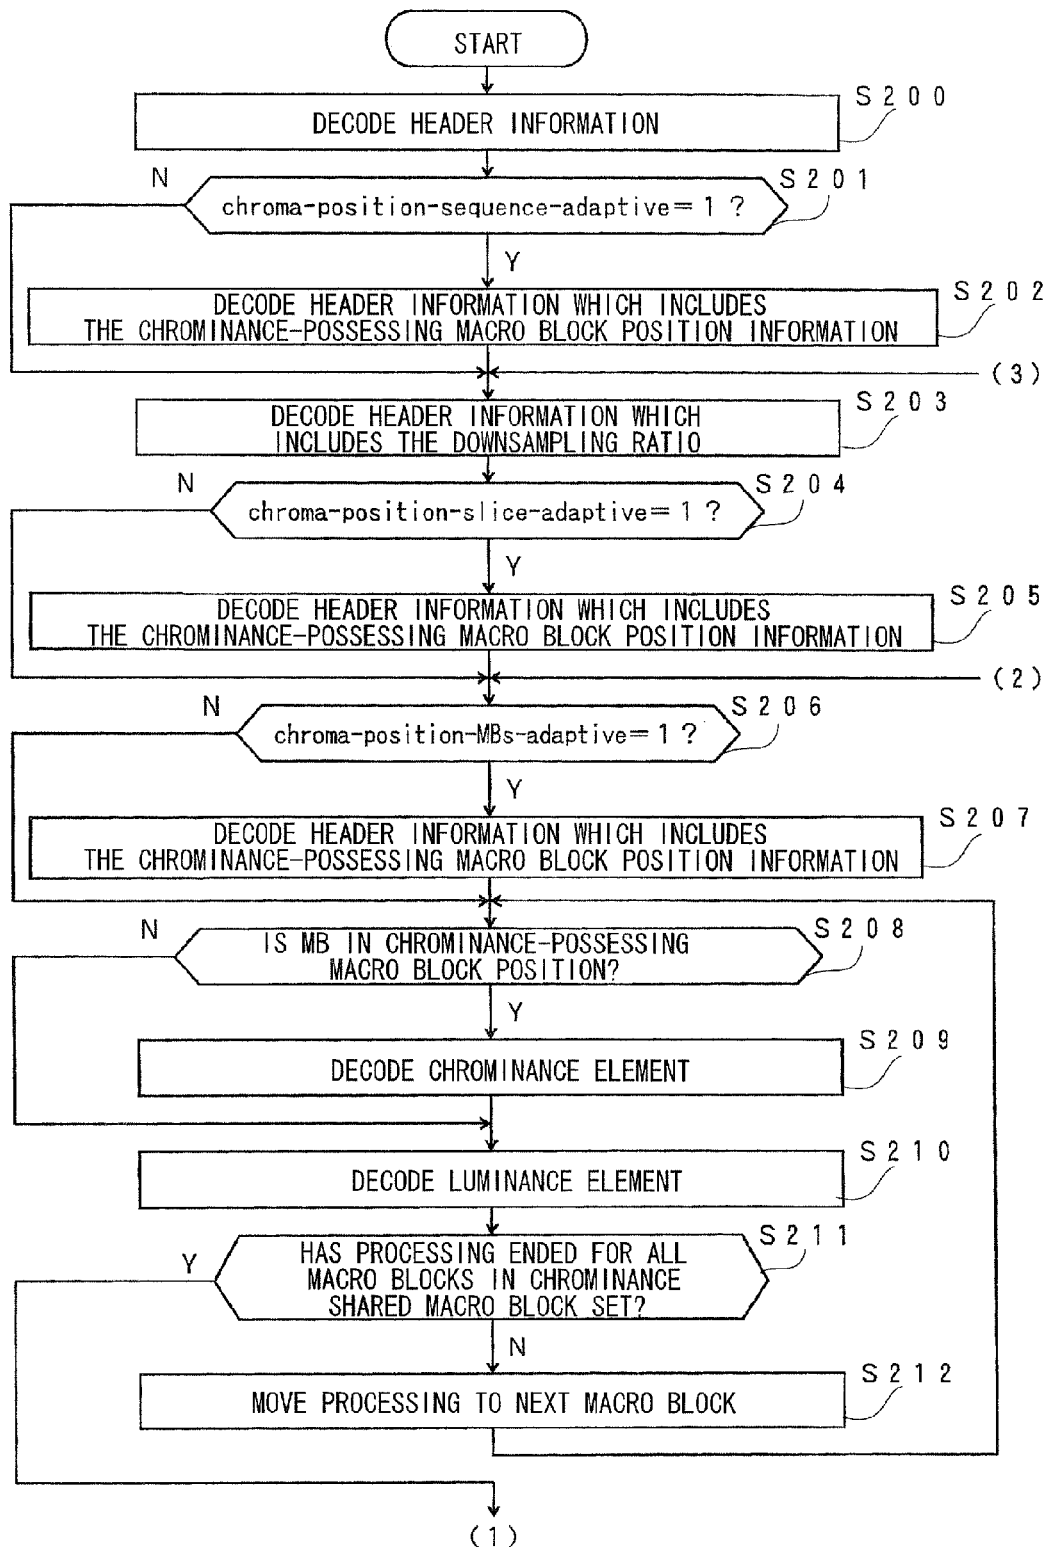 START
S200
DECODE HEADER INFORMATION
N
S201
chroma-position-sequence-adaptive=1?
Y
S202
DECODE HEADER INFORMATION WHICH INCLUDES
THE CHROMINANCE-POSSESSING MACRO BLOCK POSITION INFORMATION
(3)
S203
DECODE HEADER INFORMATION WHICH
INCLUDES THE DOWNSAMPLING RATIO
N
S204
chroma-position-slice-adaptive=1?
Y
S205
DECODE HEADER INFORMATION WHICH INCLUDES
THE CHROMINANCE-POSSESSING MACRO BLOCK POSITION INFORMATION
(2)
N
S206
chroma-position-MBs-adaptive=1?
Y
S207
DECODE HEADER INFORMATION WHICH INCLUDES
THE CHROMINANCE-POSSESSING MACRO BLOCK POSITION INFORMATION
N
S208
IS MB IN CHROMINANCE-POSSESSING
MACRO BLOCK POSITION?
Y
S209
DECODE CHROMINANCE ELEMENT
S210
DECODE LUMINANCE ELEMENT
S211
Y
HAS PROCESSING ENDED FOR ALL
MACRO BLOCKS IN CHROMINANCE
SHARED MACRO BLOCK SET?
N
S212
MOVE PROCESSING TO NEXT MACRO BLOCK
(1)